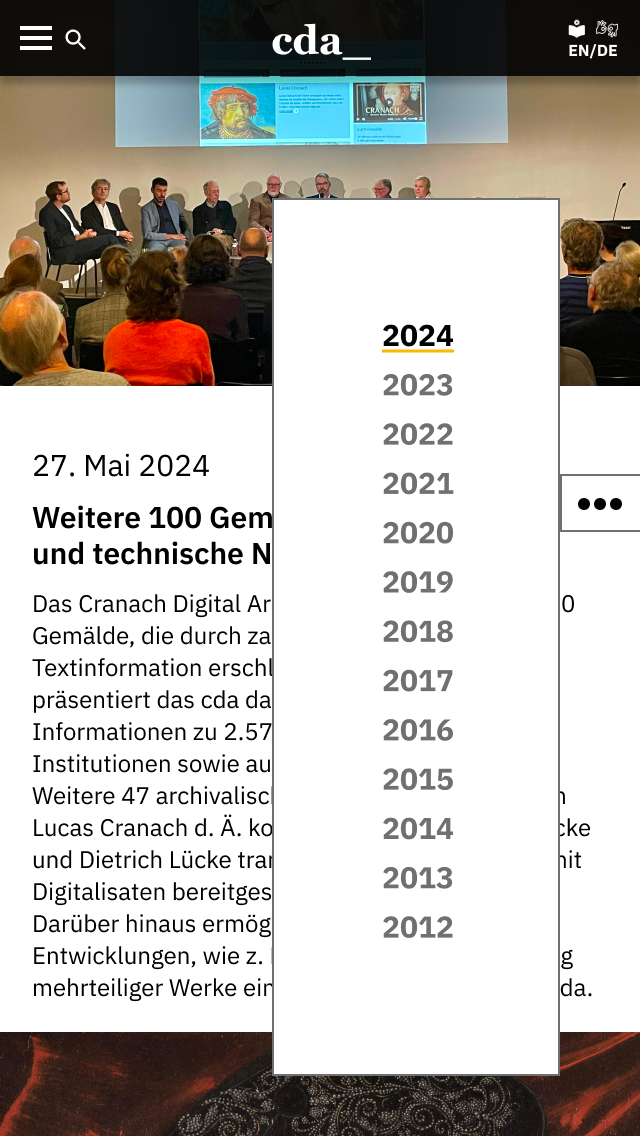 cda_
EN/DE
Lucas Cranach
CRANACH
27. Mai 2024
Weitere 100 Gem
und technische N
Das Cranach Digital Ar
0
Gemälde, die durch za
Textinformation erschl
präsentiert das cda da
Informationen zu 2.57
Institutionen sowie au
Weitere 47 archivalisc
n
Lucas Cranach d. Ä. ko
cke
und Dietrich Lücke tran
mit
Digitalisaten bereitges
Darüber hinaus ermög
Entwicklungen, wie z.
g
mehrteiliger Werke ein
da.
2024
2023
2022
2021
2020
2019
2018
2017
2016
2015
2014
2013
2012